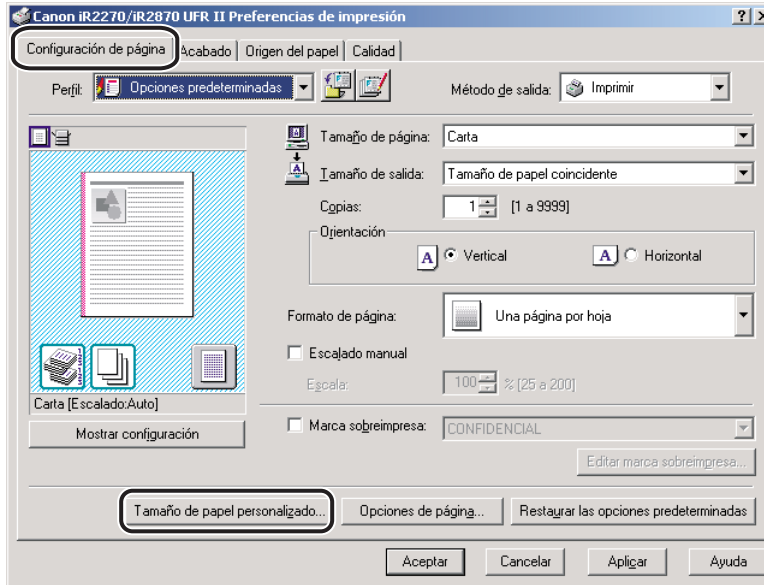 Canon iR2270/iR2870 UFR II Preferencias de impresión
Configuración de página Acabado Origen del papel Calidad
Perfil: Opciones predeterminadas Método de salida: Imprimir
Tamaño de página: Carta
Tamaño de salida: Tamaño de papel coincidente
Copias: 1 [1 a 9999]
Orientación
A Vertical A Horizontal
Formato de página: Una página por hoja
Escalado manual
Escala: 100 % [25 a 200]
Carta [Escalado:Auto]
Mostrar configuración
Marca sobreimpresa: CONFIDENCIAL
Editar marca sobreimpresa...
Tamaño de papel personalizado... Opciones de página... Restaurar las opciones predeterminadas
Aceptar Cancelar Aplicar Ayuda